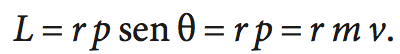 L = r p sen θ = r p = r m v.